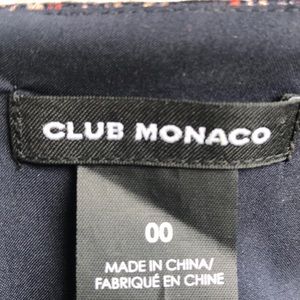 CLUB MONACO
00
MADE IN CHINA/
FABRIQUÉ EN CHINE